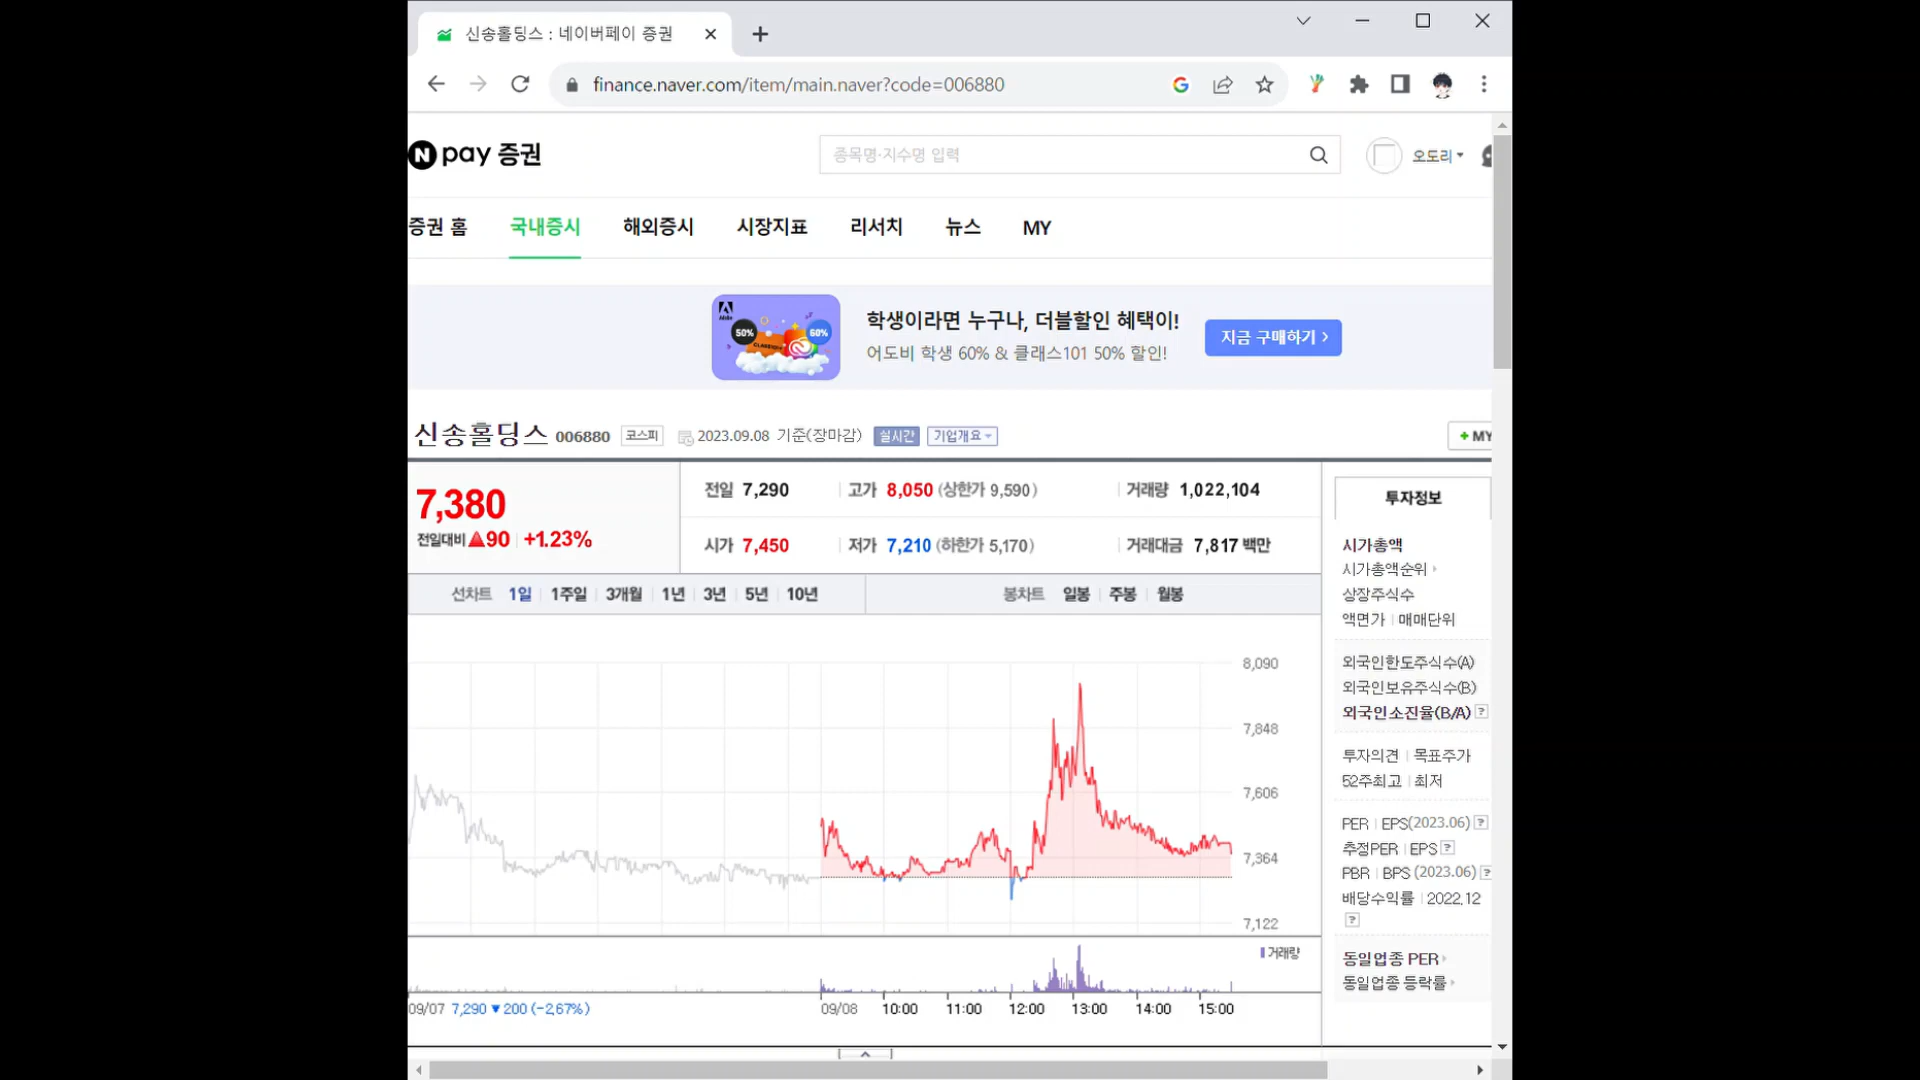 신송홀딩스 : 네이버페이 증권
finance.naver.com/item/main.naver?code=006880
N pay 증권
종목명·지수명 입력
오도리
증권 홈 국내증시 해외증시 시장지표 리서치 뉴스 MY
Adobe
50% 60%
학생이라면 누구나, 더블할인 혜택이!
어도비 학생 60% & 클래스101 50% 할인!
지금 구매하기
신송홀딩스 006880 코스피 2023.09.08 기준(장마감) 실시간 기업개요
+ MY
7,380
전일대비 ▲90 +1.23%
전일 7,290 고가 8,050 (상한가 9,590) 거래량 1,022,104
시가 7,450 저가 7,210 (하한가 5,170) 거래대금 7,817 백만
선차트 1일 1주일 3개월 1년 3년 5년 10년 봉차트 일봉 주봉 월봉
8,090
7,848
7,606
7,364
7,122
거래량
09/07 7,290 ▼ 200 (-2,67%)
09/08 10:00 11:00 12:00 13:00 14:00 15:00
투자정보
시가총액
시가총액순위
상장주식수
액면가 | 매매단위
외국인한도주식수(A)
외국인보유주식수(B)
외국인소진율(B/A) ?
투자의견 | 목표주가
52주최고 | 최저
PER | EPS(2023.06) ?
추정PER | EPS ?
PBR | BPS (2023.06) ?
배당수익률 | 2022.12
?
동일업종 PER
동일업종 등락률